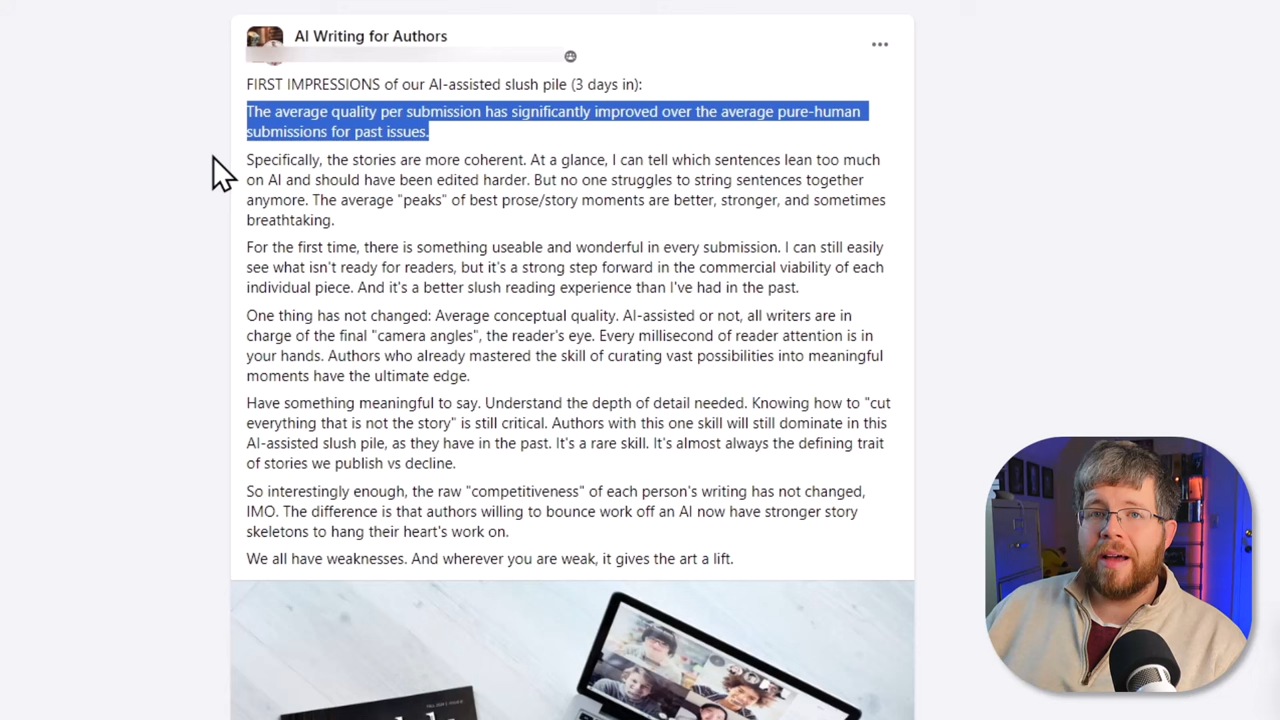 AI Writing for Authors
FIRST IMPRESSIONS of our AI-assisted slush pile (3 days in):
The average quality per submission has significantly improved over the average pure-human
submissions for past issues.
Specifically, the stories are more coherent. At a glance, I can tell which sentences lean too much
on AI and should have been edited harder. But no one struggles to string sentences together
anymore. The average "peaks" of best prose/story moments are better, stronger, and sometimes
breathtaking.
For the first time, there is something useable and wonderful in every submission. I can still easily
see what isn't ready for readers, but it's a strong step forward in the commercial viability of each
individual piece. And it's a better slush reading experience than I've had in the past.
One thing has not changed: Average conceptual quality. AI-assisted or not, all writers are in
charge of the final "camera angles", the reader's eye. Every millisecond of reader attention is in
your hands. Authors who already mastered the skill of curating vast possibilities into meaningful
moments have the ultimate edge.
Have something meaningful to say. Understand the depth of detail needed. Knowing how to "cut
everything that is not the story" is still critical. Authors with this one skill will still dominate in this
AI-assisted slush pile, as they have in the past. It's a rare skill. It's almost always the defining trait
of stories we publish vs decline.
So interestingly enough, the raw "competitiveness" of each person's writing has not changed,
IMO. The difference is that authors willing to bounce work off an AI now have stronger story
skeletons to hang their heart's work on.
We all have weaknesses. And wherever you are weak, it gives the art a lift.